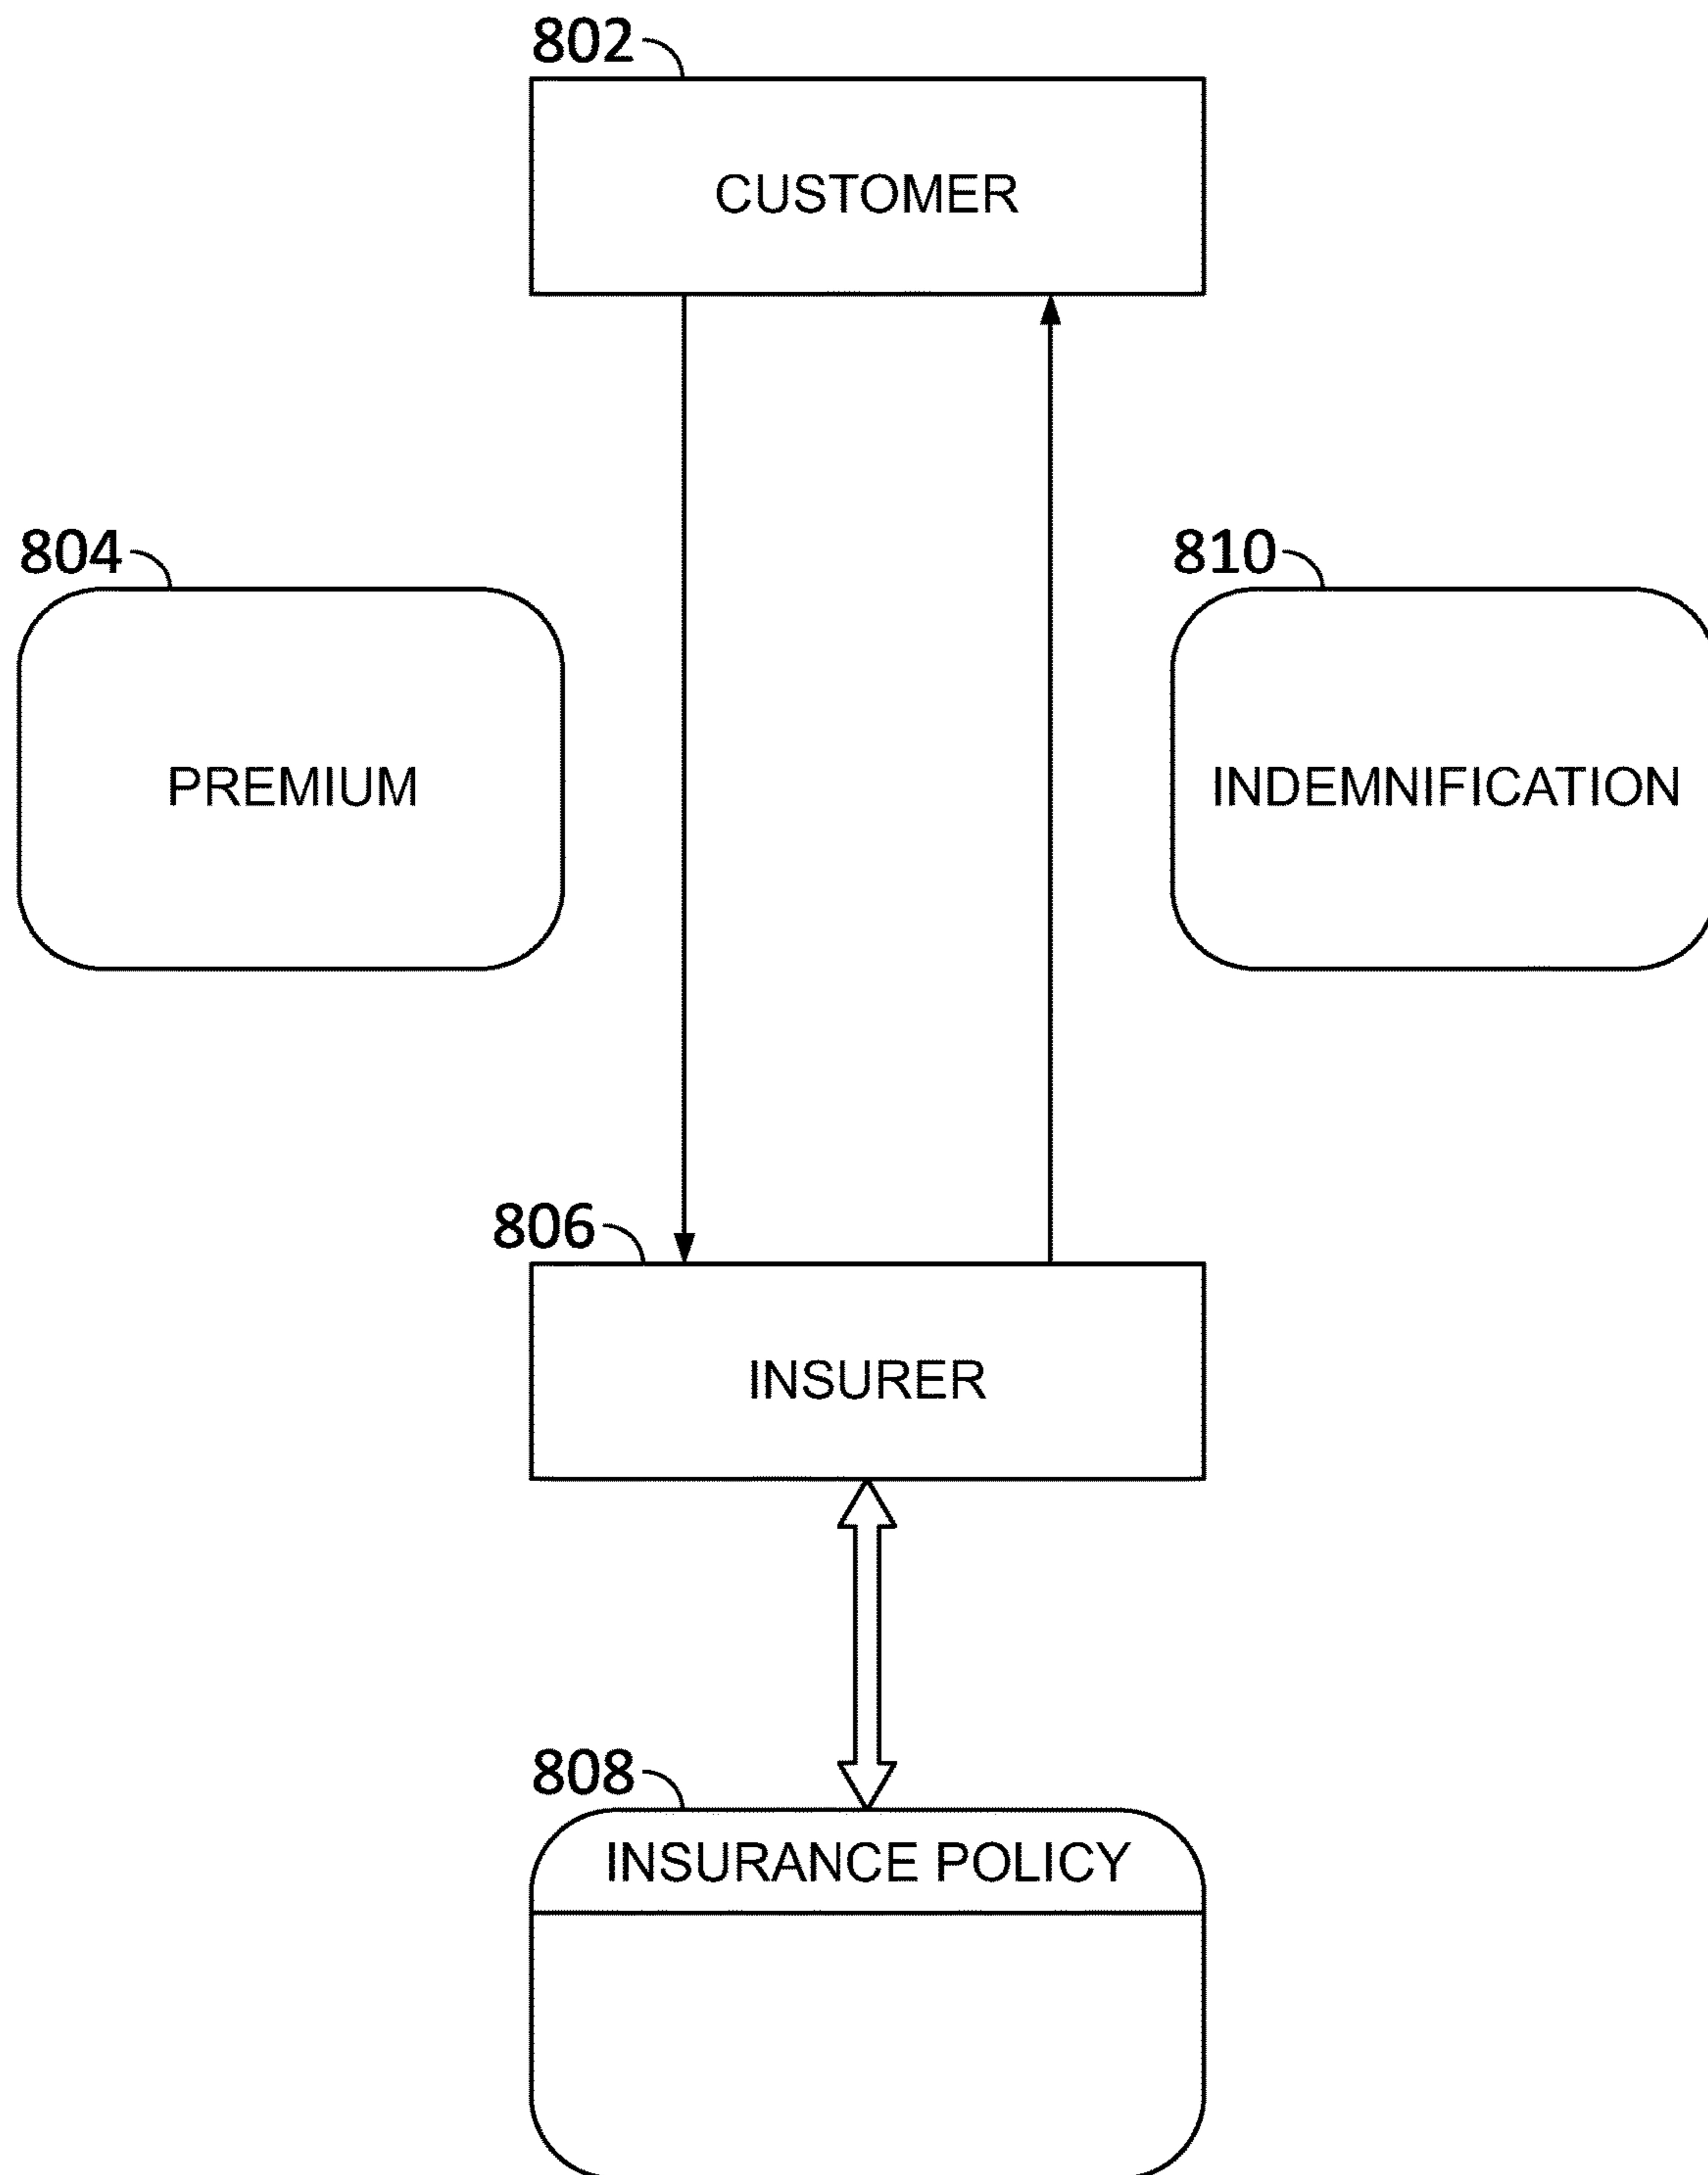 802
CUSTOMER
804
810
PREMIUM
INDEMNIFICATION
806
INSURER
808
INSURANCE POLICY